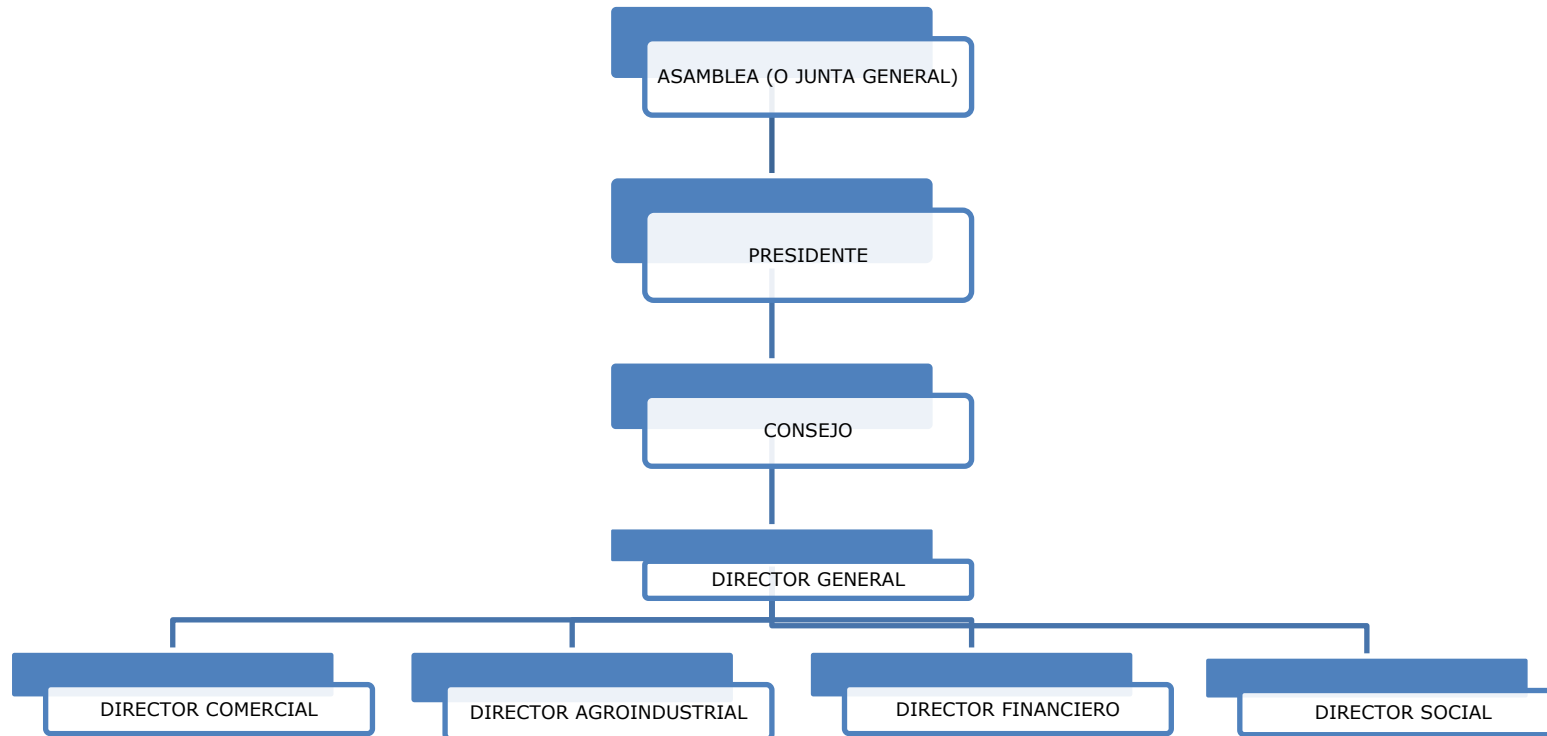 ASAMBLEA (O JUNTA GENERAL)
PRESIDENTE
CONSEJO
DIRECTOR GENERAL
DIRECTOR COMERCIAL
DIRECTOR AGROINDUSTRIAL
DIRECTOR FINANCIERO
DIRECTOR SOCIAL